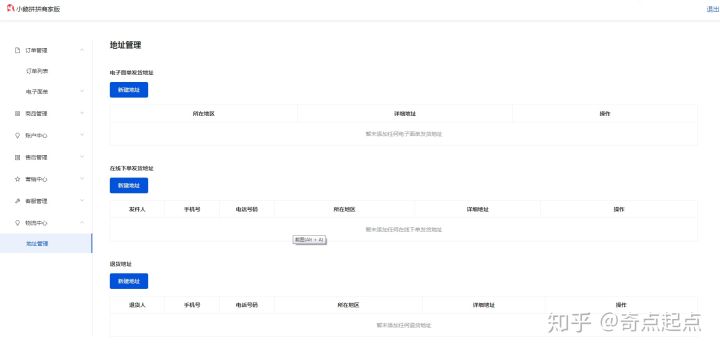 小鹅拼拼商家版
退出
订单管理
订单列表
电子面单
商品管理
账户中心
售后管理
营销中心
客服管理
物流中心
地址管理
地址管理
电子面单发货地址
新建地址
所在地区 详细地址 操作
暂未添加任何电子面单发货地址
在线下单发货地址
新建地址
发件人 手机号 电话号码 所在地区 详细地址 操作
暂未添加任何在线下单发货地址
截图(Alt + A)
退货地址
新建地址
退货人 手机号 电话号码 所在地区 详细地址 操作
暂未添加任何退货地址
知乎 @奇点起点